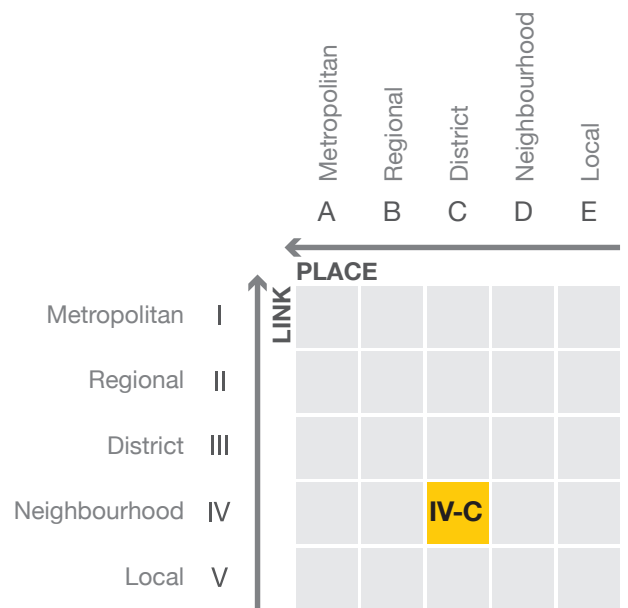 Metropolitan
Regional
District
Neighbourhood
Local
A B C D E
PLACE
LINK
Metropolitan I
Regional II
District III
Neighbourhood IV
IV-C
Local V